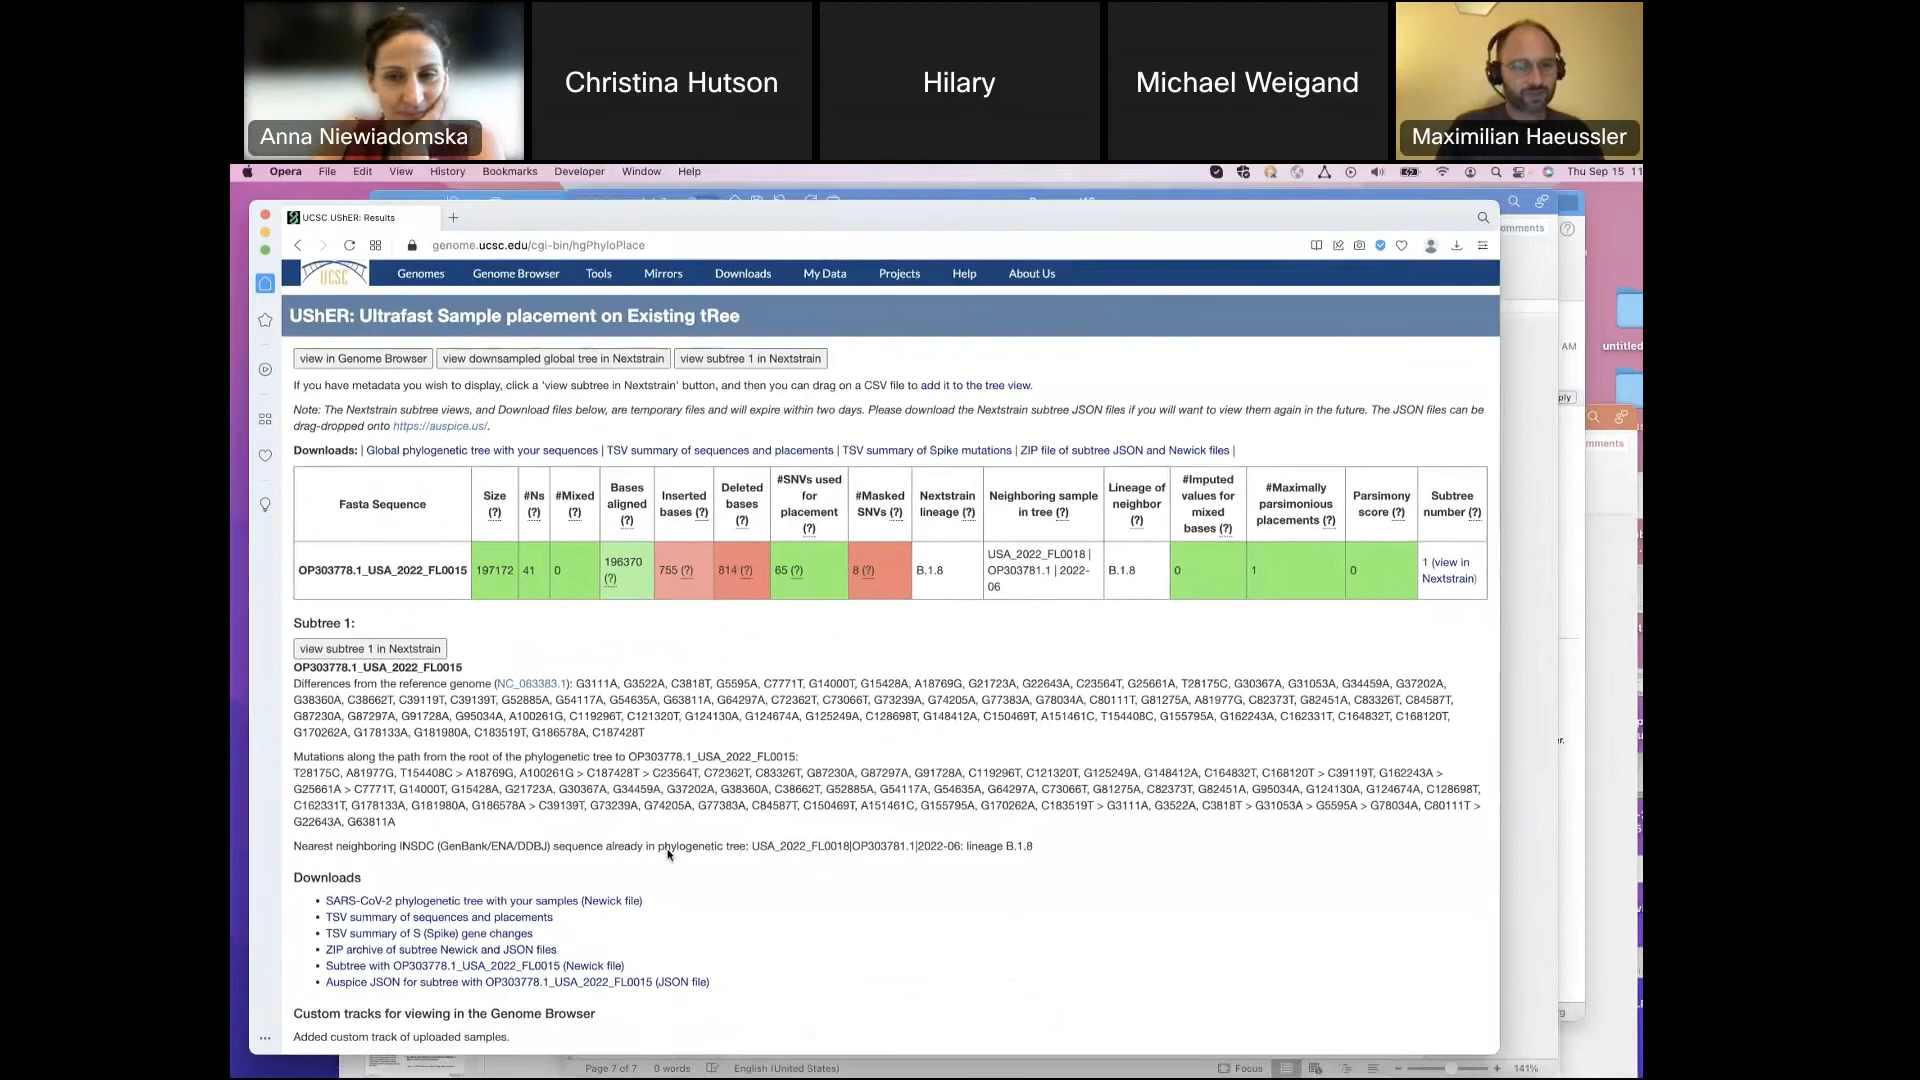 Anna Niewiadomska
Christina Hutson
Hilary
Michael Weigand
Maximilian Haeussler
Opera File Edit View History Bookmarks Developer Window Help
Thu Sep 15 11
UCSC UShER: Results
genome.ucsc.edu/cgi-bin/hgPhyloPlace
omments
UCSC
Genomes Genome Browser Tools Mirrors Downloads My Data Projects Help About Us
UShER: Ultrafast Sample placement on Existing tRee
AM
untitled
view in Genome Browser view downsampled global tree in Nextstrain view subtree 1 in Nextstrain
If you have metadata you wish to display, click a 'view subtree in Nextstrain' button, and then you can drag on a CSV file to add it to the tree view.
ply
Note: The Nextstrain subtree views, and Download files below, are temporary files and will expire within two days. Please download the Nextstrain subtree JSON files if you will want to view them again in the future. The JSON files can be
drag-dropped onto https://auspice.us/.
mments
Downloads: | Global phylogenetic tree with your sequences | TSV summary of sequences and placements | TSV summary of Spike mutations | ZIP file of subtree JSON and Newick files |
Fasta Sequence
Size (?)
#Ns (?)
#Mixed (?)
Bases aligned (?)
Inserted bases (?)
Deleted bases (?)
#SNVs used for placement (?)
#Masked SNVs (?)
Nextstrain lineage (?)
Neighboring sample in tree (?)
Lineage of neighbor (?)
#Imputed values for mixed bases (?)
#Maximally parsimonious placements (?)
Parsimony score (?)
Subtree number (?)
OP303778.1_USA_2022_FL0015
197172
41
0
196370 (?)
755 (?)
814 (?)
65 (?)
8 (?)
B.1.8
USA_2022_FL0018 | OP303781.1 | 2022-06
B.1.8
0
1
0
1 (view in Nextstrain)
Subtree 1:
view subtree 1 in Nextstrain
OP303778.1_USA_2022_FL0015
Differences from the reference genome (NC_063383.1): G3111A, G3522A, C3818T, G5595A, C7771T, G14000T, G15428A, A18769G, G21723A, G22643A, C23564T, G25661A, T28175C, G30367A, G31053A, G34459A, G37202A,
G38360A, C38662T, C39119T, C39139T, G52885A, G54117A, G54635A, G63811A, G64297A, C72362T, C73066T, G73239A, G74205A, G77383A, G78034A, C80111T, G81275A, A81977G, C82373T, G82451A, C83326T, C84587T,
G87230A, G87297A, G91728A, G95034A, A100261G, C119296T, C121320T, G124130A, G124674A, G125249A, C128698T, G148412A, C150469T, A151461C, T154408C, G155795A, G162243A, C162331T, C164832T, C168120T,
G170262A, G178133A, G181980A, C183519T, G186578A, C187428T
Mutations along the path from the root of the phylogenetic tree to OP303778.1_USA_2022_FL0015:
T28175C, A81977G, T154408C > A18769G, A100261G > C187428T > C23564T, C72362T, C83326T, G87230A, G87297A, G91728A, C119296T, C121320T, G125249A, G148412A, C164832T, C168120T > C39119T, G162243A >
G25661A > C7771T, G14000T, G15428A, G21723A, G30367A, G34459A, G37202A, G38360A, C38662T, G52885A, G54117A, G54635A, G64297A, C73066T, G81275A, C82373T, G82451A, G95034A, G124130A, G124674A, C128698T,
C162331T, G178133A, G181980A, G186578A > C39139T, G73239A, G74205A, G77383A, C84587T, C150469T, A151461C, G155795A, G170262A, C183519T > G3111A, G3522A, C3818T > G31053A > G5595A > G78034A, C80111T >
G22643A, G63811A
Nearest neighboring INSDC (GenBank/ENA/DDBJ) sequence already in phylogenetic tree: USA_2022_FL0018|OP303781.1|2022-06: lineage B.1.8
Downloads
• SARS-CoV-2 phylogenetic tree with your samples (Newick file)
• TSV summary of sequences and placements
• TSV summary of S (Spike) gene changes
• ZIP archive of subtree Newick and JSON files
• Subtree with OP303778.1_USA_2022_FL0015 (Newick file)
• Auspice JSON for subtree with OP303778.1_USA_2022_FL0015 (JSON file)
Custom tracks for viewing in the Genome Browser
Added custom track of uploaded samples.
Page 7 of 7 0 words English (United States) Focus 141%